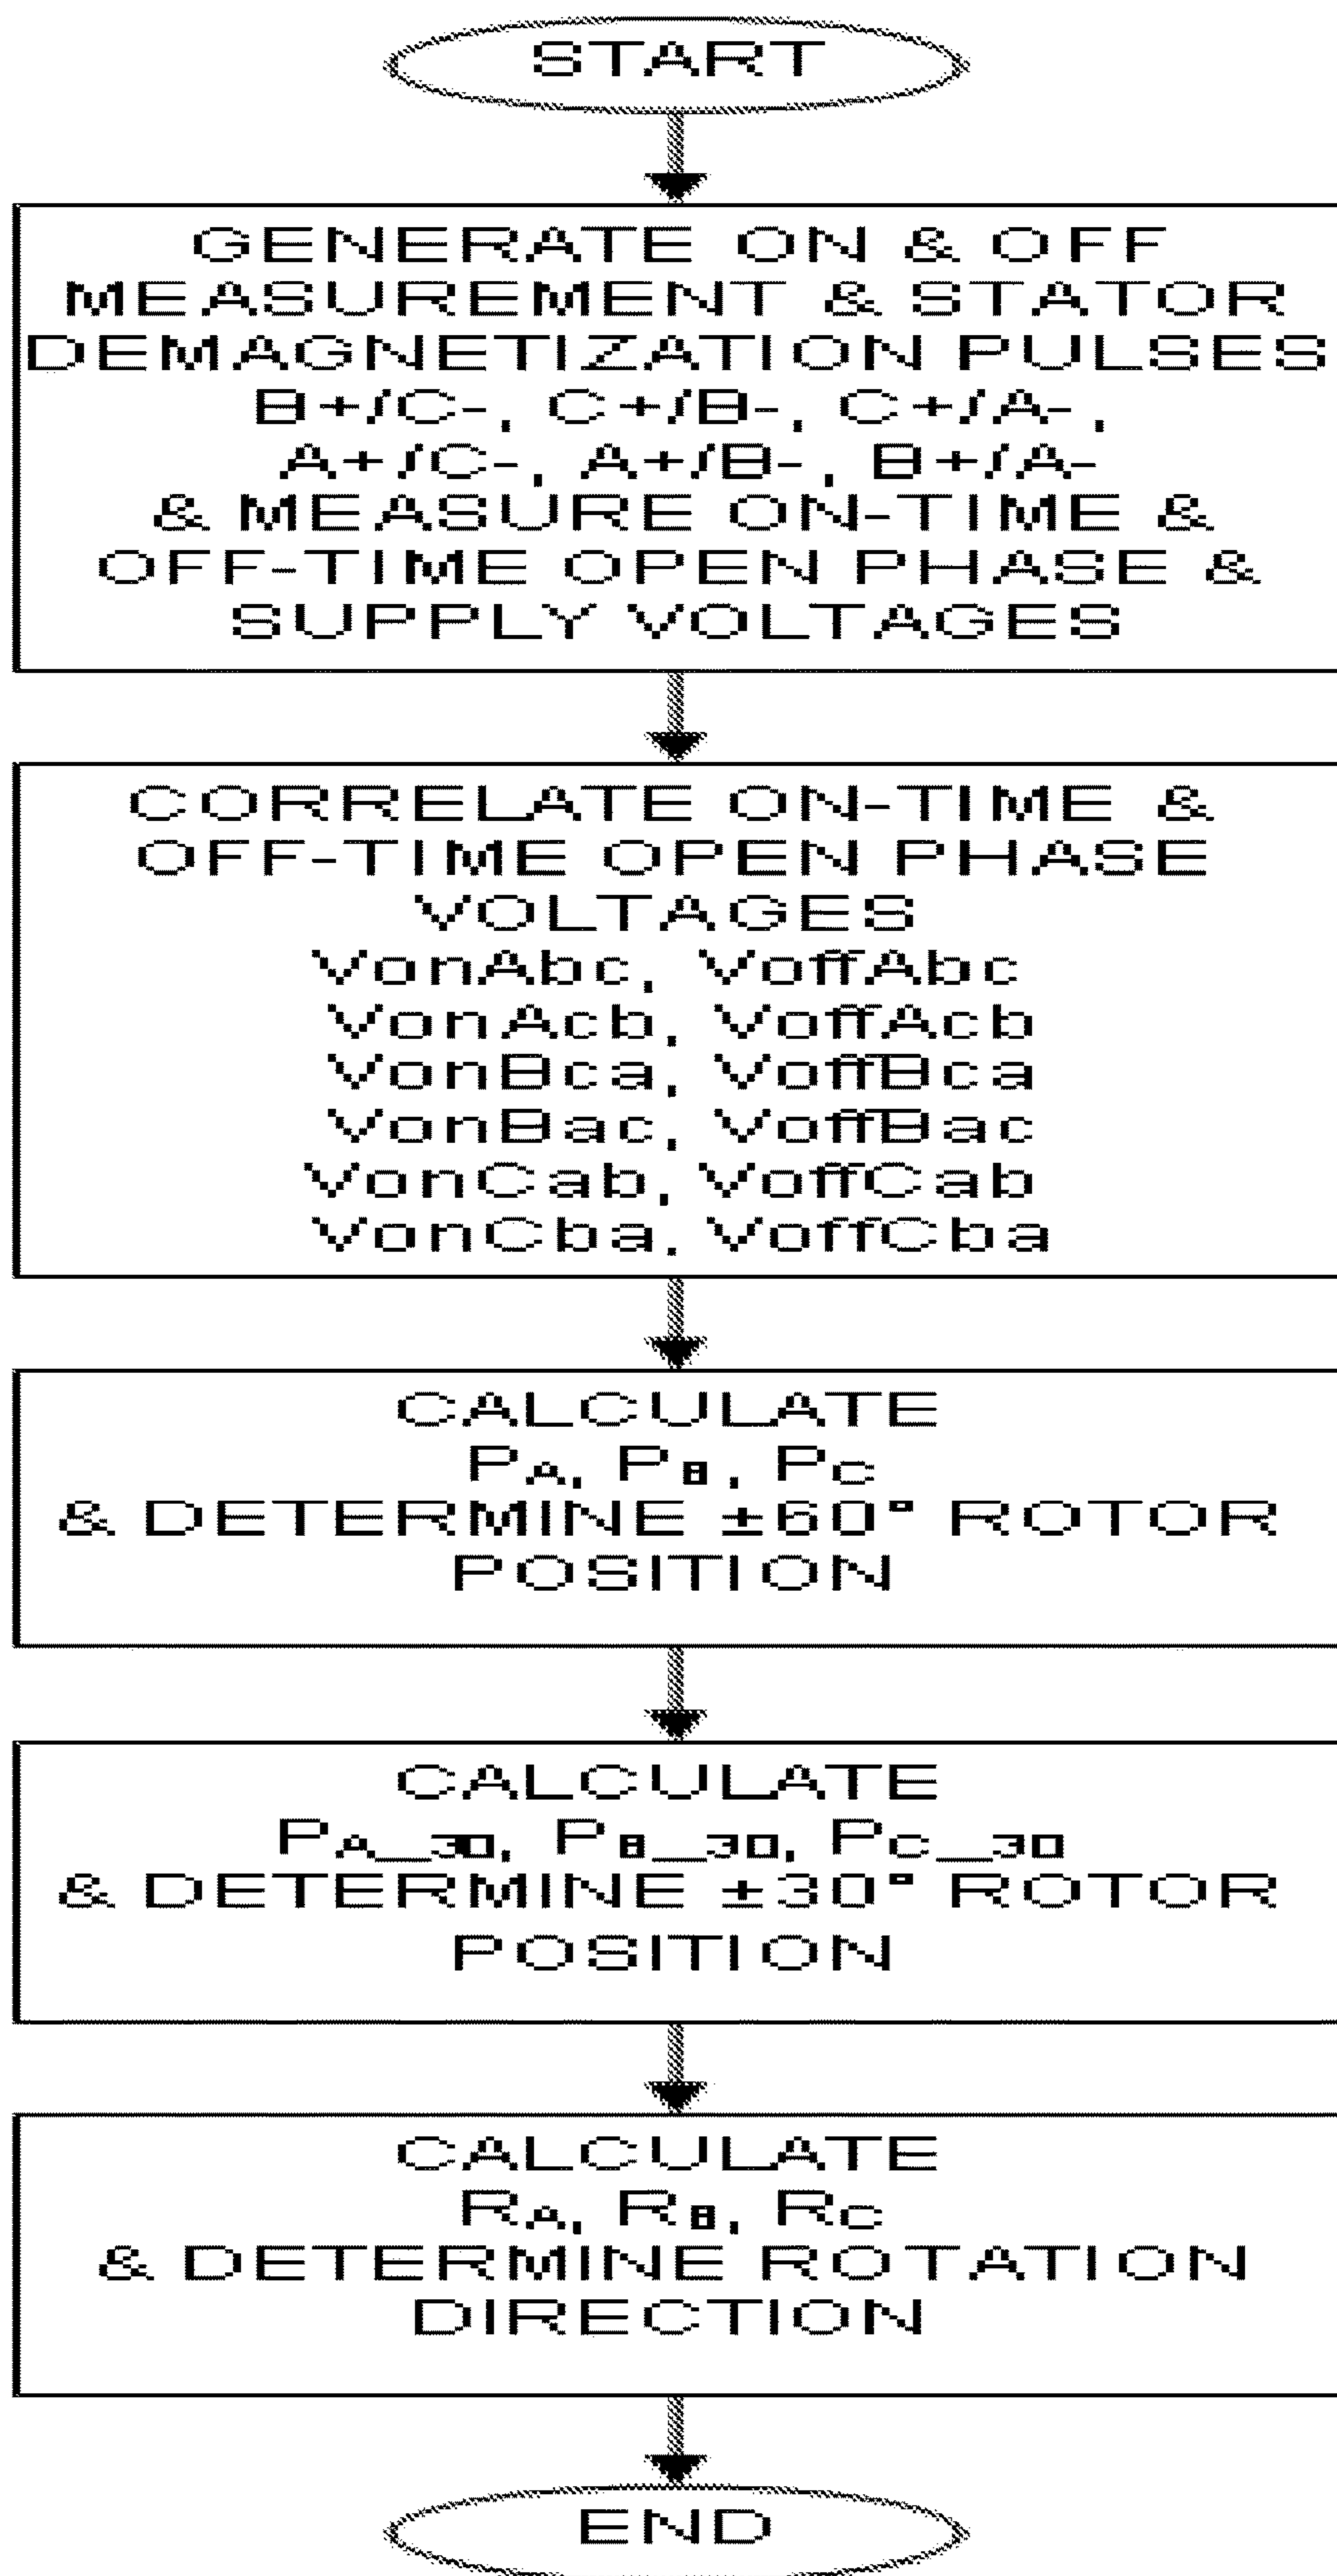 START
GENERATE ON & OFF
MEASUREMENT & STATOR
DEMAGNETIZATION PULSES
B+/C-, C+/B-, C+/A-,
A+/C-, A+/B-, B+/A-
& MEASURE ON-TIME &
OFF-TIME OPEN PHASE &
SUPPLY VOLTAGES
CORRELATE ON-TIME &
OFF-TIME OPEN PHASE
VOLTAGES
VonAbc, VoffAbc
VonAcb, VoffAcb
VonBca, VoffBca
VonBac, VoffBac
VonCab, VoffCab
VonCba, VoffCba
CALCULATE
PA, PB, PC
& DETERMINE ±60° ROTOR
POSITION
CALCULATE
PA_30, PB_30, PC_30
& DETERMINE ±30° ROTOR
POSITION
CALCULATE
RA, RB, RC
& DETERMINE ROTATION
DIRECTION
END